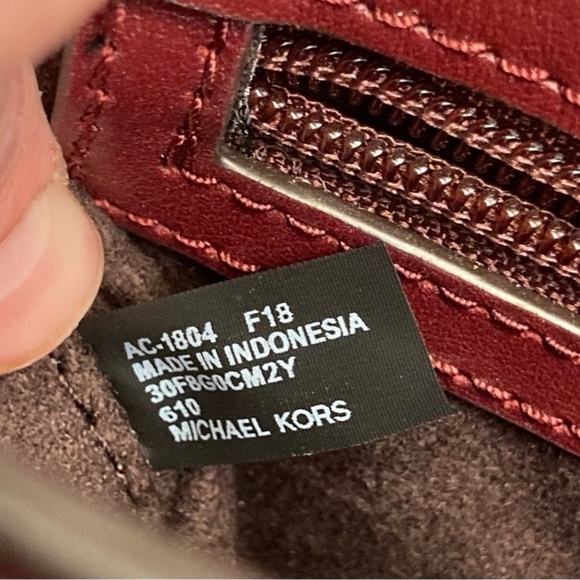 AC-1804 F18
MADE IN INDONESIA
30F8G0CM2Y
610
MICHAEL KORS